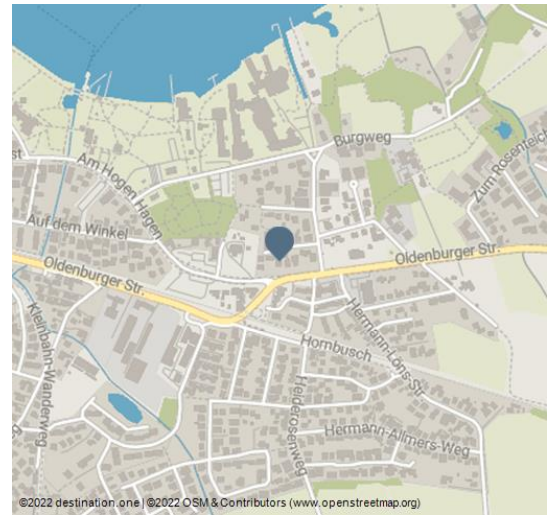 Burgweg
Zum Rosenteich
st
Am Hogen Hagen
Auf dem Winkel
Oldenburger Str.
Oldenburger Str.
Kleinbahn-Wanderweg
Hornbusch
Hermann-Löns-Str.
Heiderosenweg
Hermann-Allmers-Weg
©2022 destination.one | ©2022 OSM & Contributors (www.openstreetmap.org)